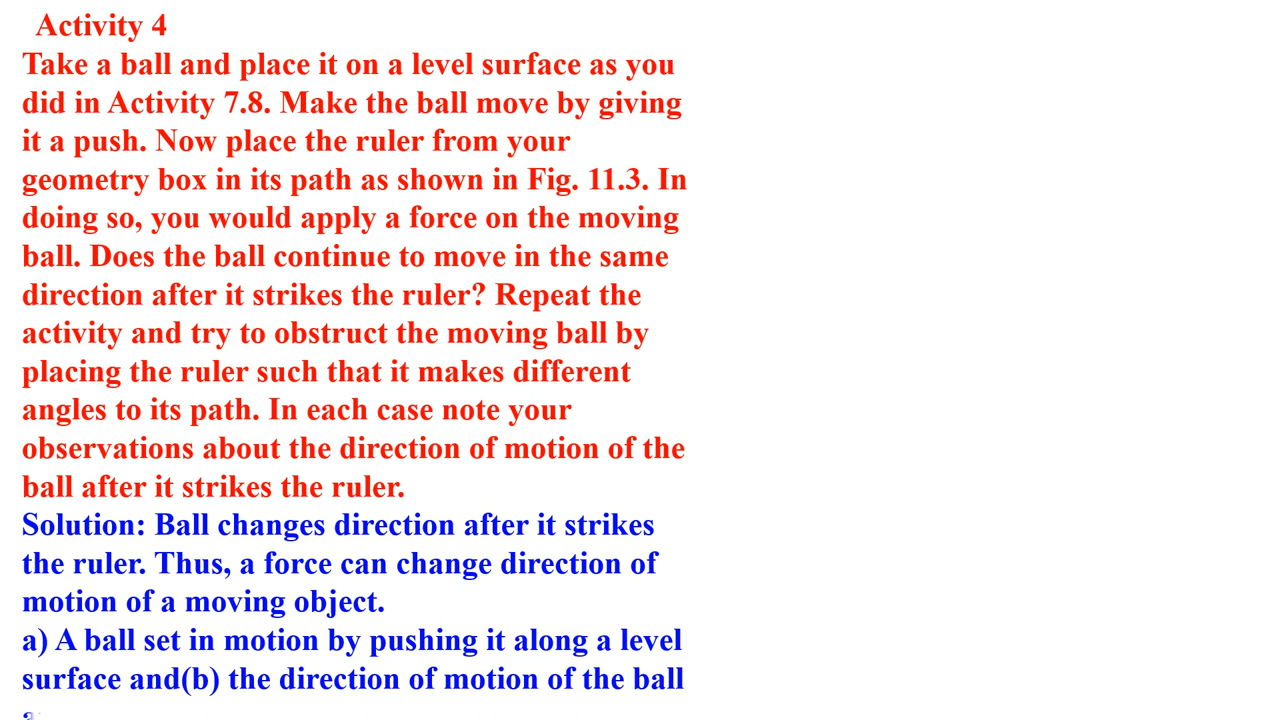 Activity 4
Take a ball and place it on a level surface as you
did in Activity 7.8. Make the ball move by giving
it a push. Now place the ruler from your
geometry box in its path as shown in Fig. 11.3. In
doing so, you would apply a force on the moving
ball. Does the ball continue to move in the same
direction after it strikes the ruler? Repeat the
activity and try to obstruct the moving ball by
placing the ruler such that it makes different
angles to its path. In each case note your
observations about the direction of motion of the
ball after it strikes the ruler.
Solution: Ball changes direction after it strikes
the ruler. Thus, a force can change direction of
motion of a moving object.
a) A ball set in motion by pushing it along a level
surface and(b) the direction of motion of the ball